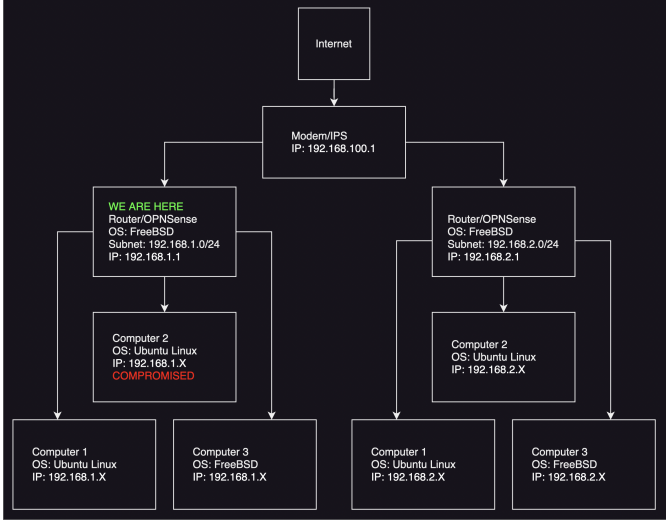 Internet
Modem/IPS
IP: 192.168.100.1
WE ARE HERE
Router/OPNSense
OS: FreeBSD
Subnet: 192.168.1.0/24
IP: 192.168.1.1
Router/OPNSense
OS: FreeBSD
Subnet: 192.168.2.0/24
IP: 192.168.2.1
Computer 2
OS: Ubuntu Linux
IP: 192.168.1.X
COMPROMISED
Computer 2
OS: Ubuntu Linux
IP: 192.168.2.X
Computer 1
OS: Ubuntu Linux
IP: 192.168.1.X
Computer 3
OS: FreeBSD
IP: 192.168.1.X
Computer 1
OS: Ubuntu Linux
IP: 192.168.2.X
Computer 3
OS: FreeBSD
IP: 192.168.2.X